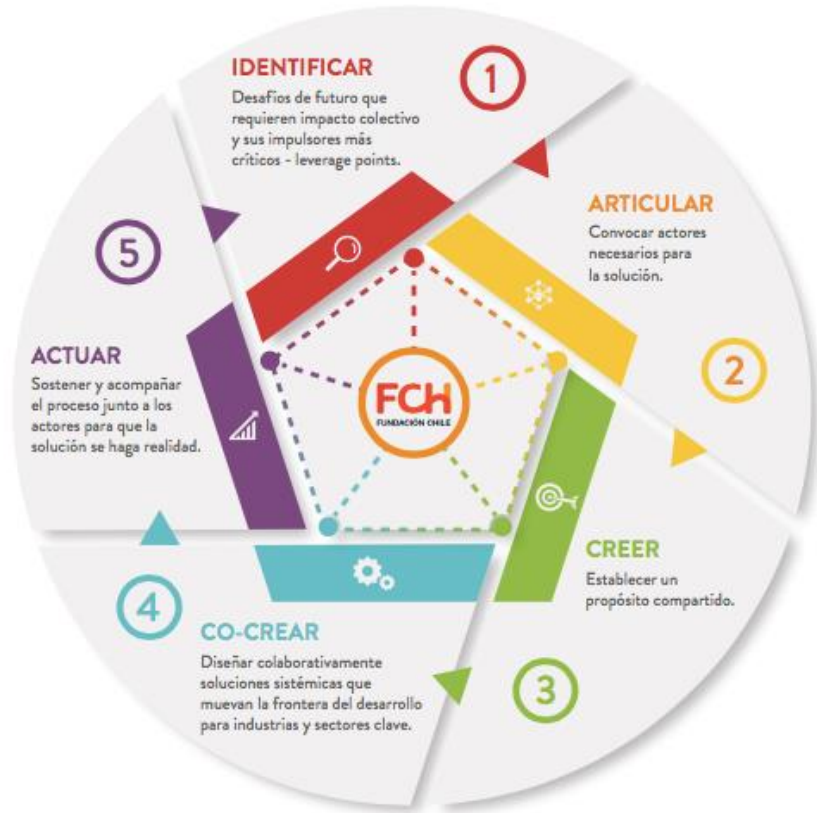 IDENTIFICAR
1
Desafíos de futuro que
requieren impacto colectivo
y sus impulsores más
críticos - leverage points.
ARTICULAR
Convocar actores
necesarios para
la solución.
2
CREER
Establecer un
propósito compartido.
3
4
CO-CREAR
Diseñar colaborativamente
soluciones sistémicas que
muevan la frontera del desarrollo
para industrias y sectores clave.
5
ACTUAR
Sostener y acompañar
el proceso junto a los
actores para que la
solución se haga realidad.
FCH
FUNDACIÓN CHILE